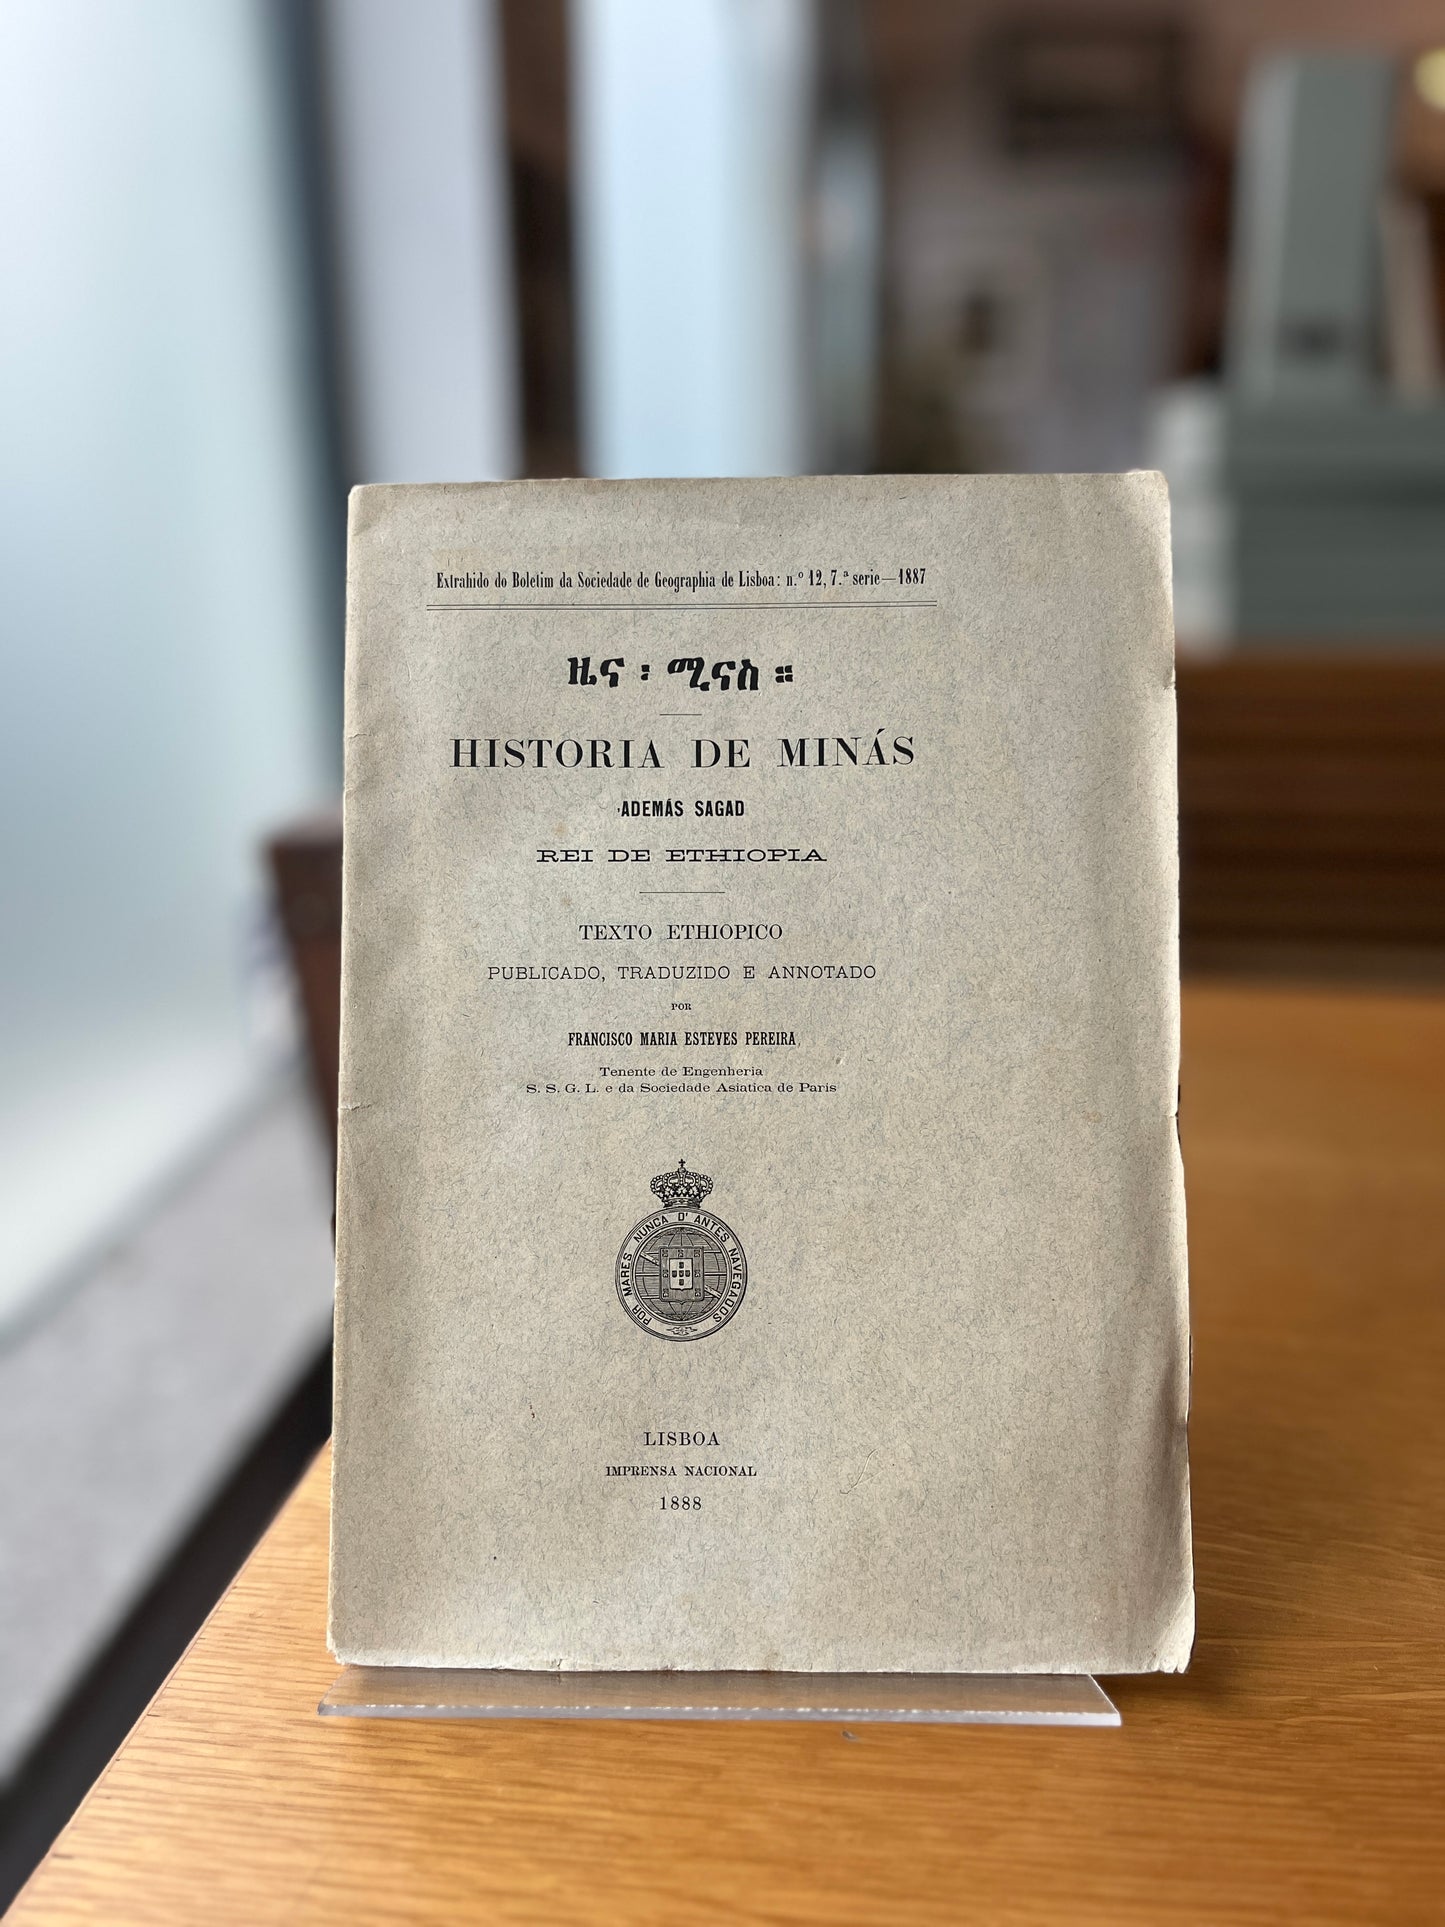 Extrahido do Boletim da Sociedade de Geographia de Lisboa: n.º 12, 7.ª serie—1887
ዜና ፡ ሚናስ ።
HISTORIA DE MINÁS
'ADEMÁS SAGAD
REI DE ETHIOPIA
TEXTO ETHIOPICO
PUBLICADO, TRADUZIDO E ANNOTADO
POR
FRANCISCO MARIA ESTEVES PEREIRA
Tenente de Engenheria
S. S. G. L. e da Sociedade Asiatica de Paris
POR MARES NUNCA D'ANTES NAVEGADOS
LISBOA
IMPRENSA NACIONAL
1888